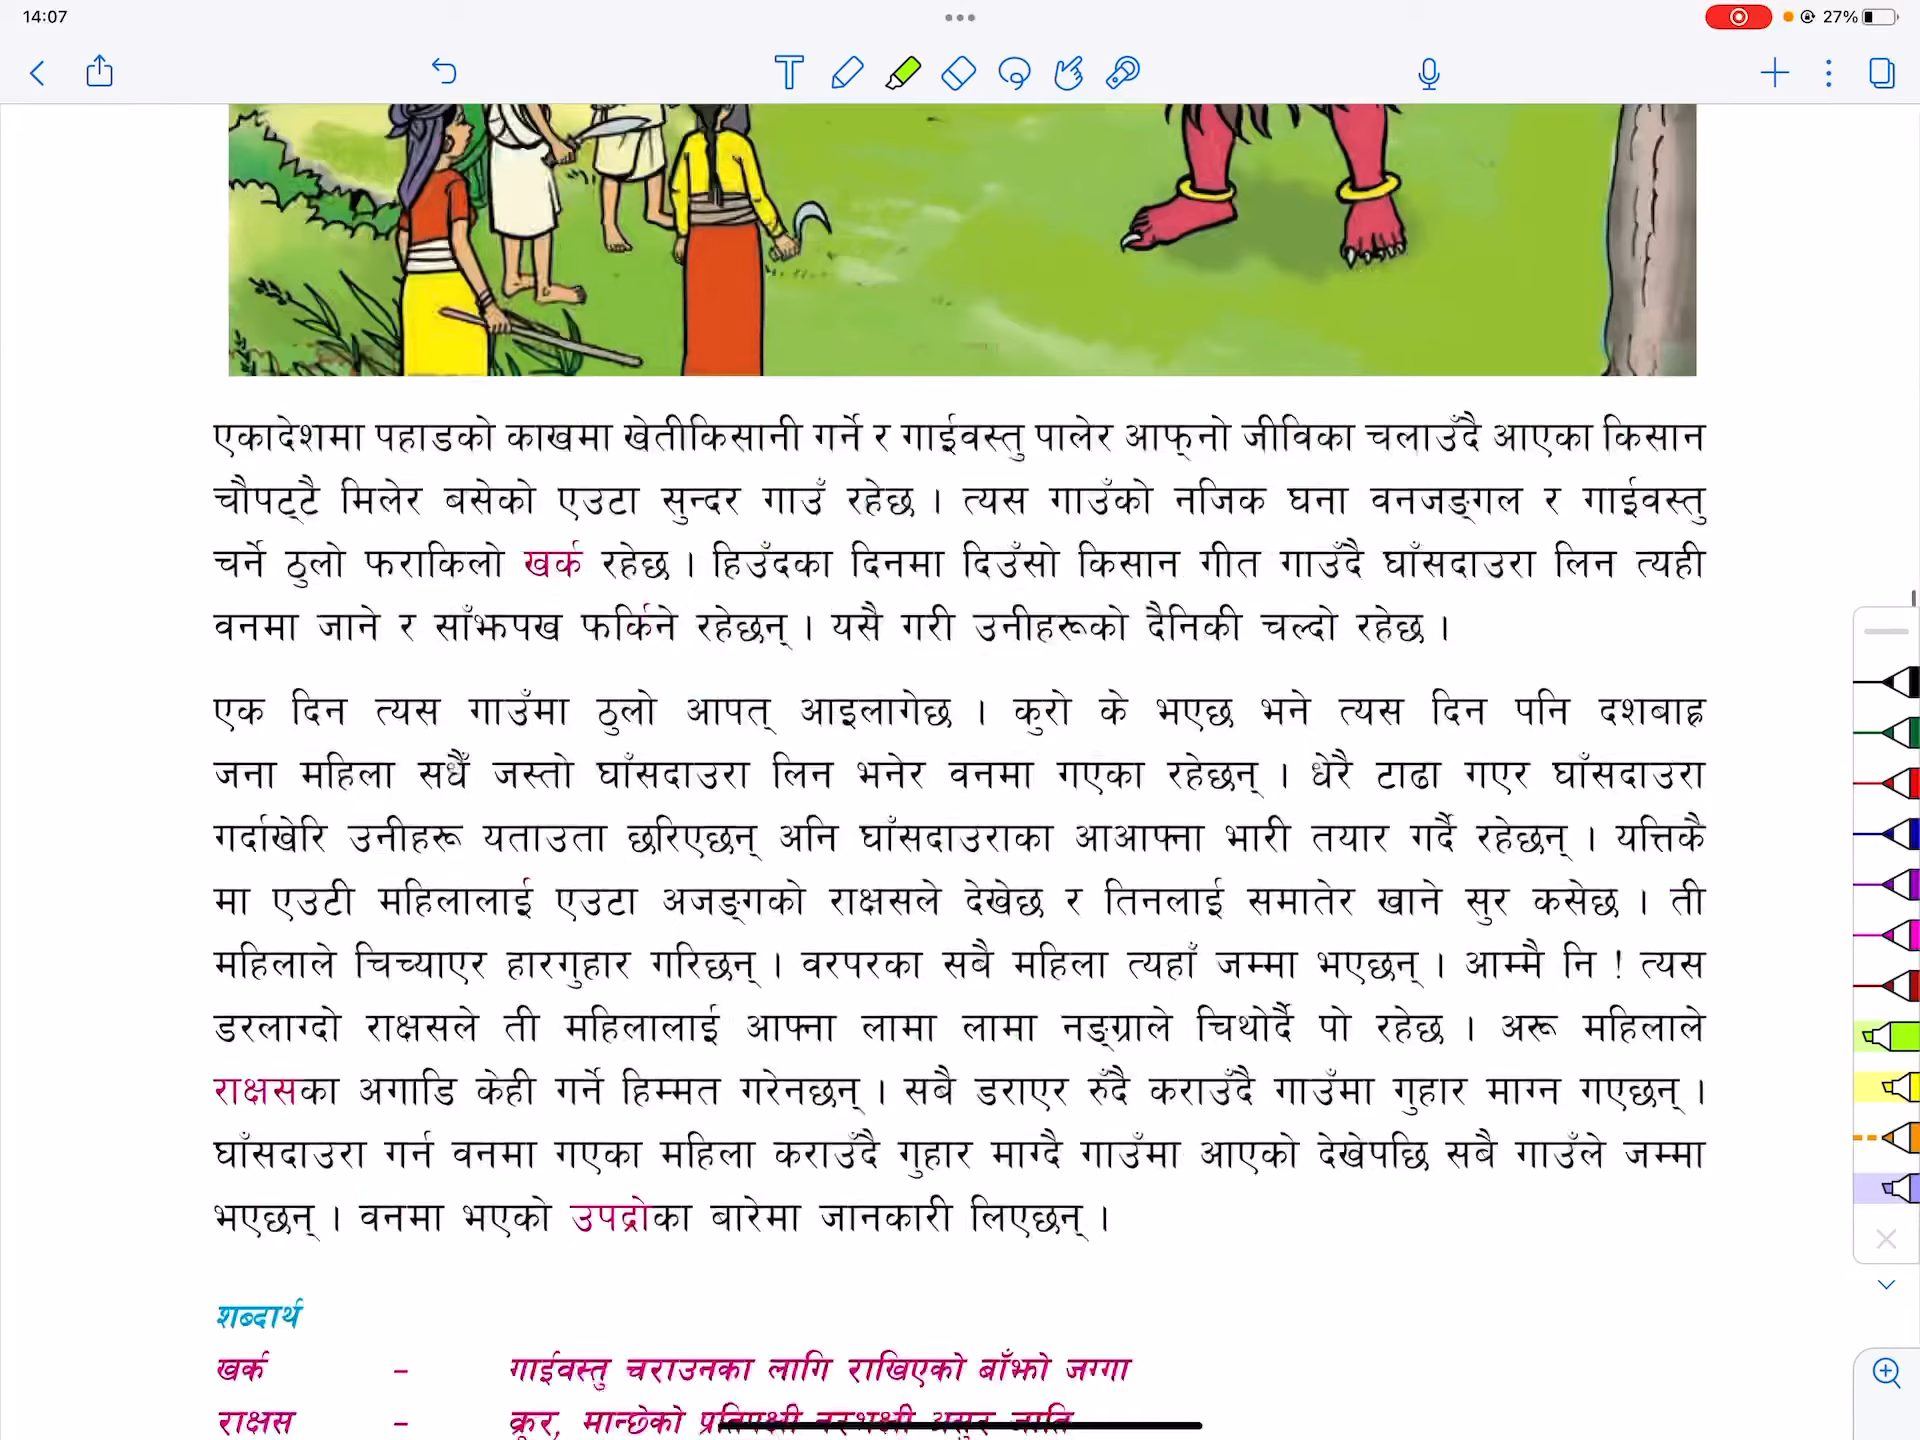 14:07
27%
एकादेशमा पहाडको काखमा खेतीकिसानी गर्ने र गाईवस्तु पालेर आफ्नो जीविका चलाउँदै आएका किसान
चौपट्टै मिलेर बसेको एउटा सुन्दर गाउँ रहेछ । त्यस गाउँको नजिक घना वनजङ्गल र गाईवस्तु
चर्ने ठुलो फराकिलो खर्क रहेछ । हिउँदका दिनमा दिउँसो किसान गीत गाउँदै घाँसदाउरा लिन त्यही
वनमा जाने र साँझपख फर्किने रहेछन् । यसै गरी उनीहरूको दैनिकी चल्दो रहेछ ।
एक दिन त्यस गाउँमा ठुलो आपत् आइलागेछ । कुरो के भएछ भने त्यस दिन पनि दशबाह्र
जना महिला सधैँ जस्तो घाँसदाउरा लिन भनेर वनमा गएका रहेछन् । धेरै टाढा गएर घाँसदाउरा
गर्दाखेरि उनीहरू यताउता छरिएछन् अनि घाँसदाउराका आआफ्ना भारी तयार गर्दै रहेछन् । यत्तिकै
मा एउटी महिलालाई एउटा अजङ्गको राक्षसले देखेछ र तिनलाई समातेर खाने सुर कसेछ । ती
महिलाले चिच्याएर हारगुहार गरिछन् । वरपरका सबै महिला त्यहाँ जम्मा भएछन् । आम्मै नि ! त्यस
डरलाग्दो राक्षसले ती महिलालाई आफ्ना लामा लामा नङ्ग्राले चिथोर्दै पो रहेछ । अरू महिलाले
राक्षसका अगाडि केही गर्ने हिम्मत गरेनछन् । सबै डराएर रुँदै कराउँदै गाउँमा गुहार माग्न गएछन् ।
घाँसदाउरा गर्न वनमा गएका महिला कराउँदै गुहार माग्दै गाउँमा आएको देखेपछि सबै गाउँले जम्मा
भएछन् । वनमा भएको उपद्रोका बारेमा जानकारी लिएछन् ।
शब्दार्थ
खर्क – गाईवस्तु चराउनका लागि राखिएको बाँझो जग्गा
राक्षस – क्रूर, मान्छेको प्रतिपक्षी नरभक्षी असुर जाति